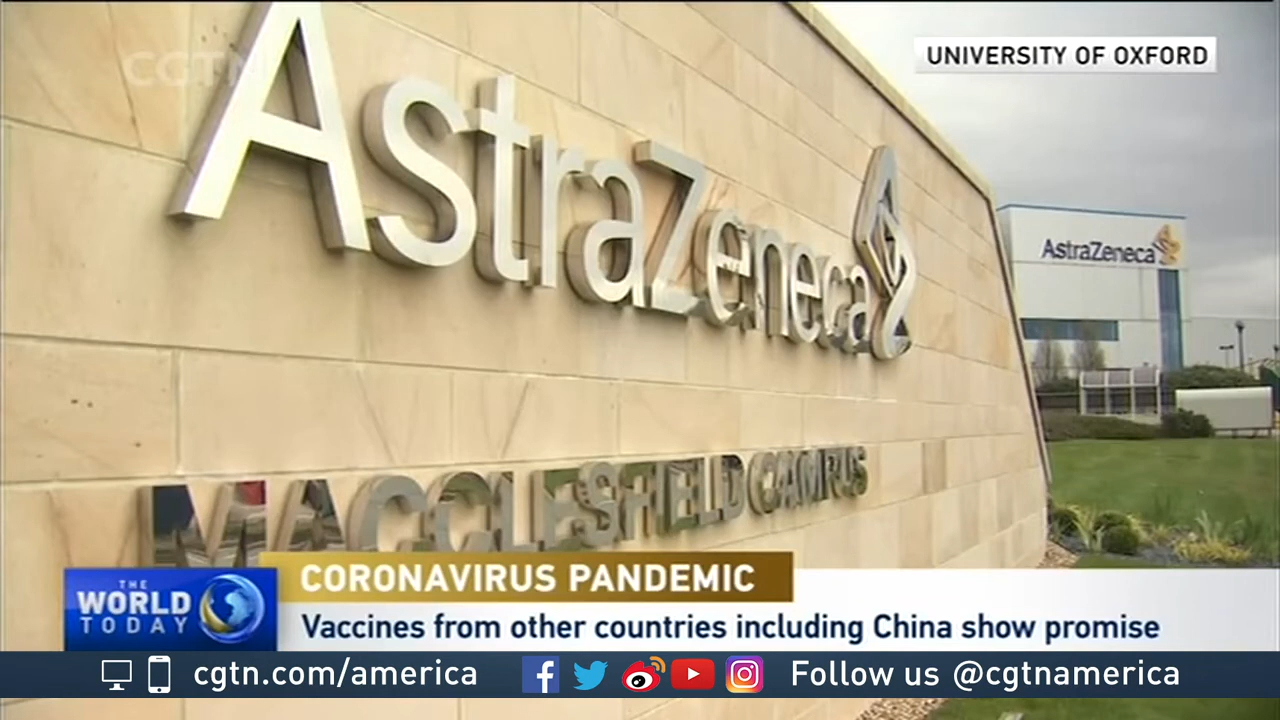 CGTN
UNIVERSITY OF OXFORD
AstraZeneca
AstraZeneca
MACCLESFIELD CAMPUS
CORONAVIRUS PANDEMIC
THE
WORLD
TODAY
Vaccines from other countries including China show promise
cgtn.com/america
Follow us @cgtnamerica